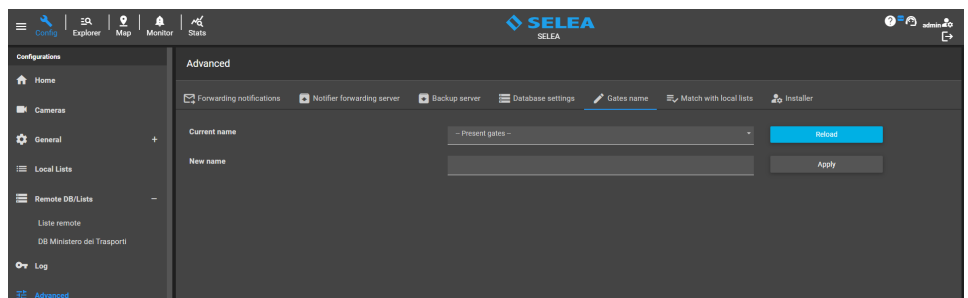 Config
Explorer
Map
Monitor
Stats
SELEA
SELEA
admin
Configurations
Home
Cameras
General +
Local Lists
Remote DB/Lists –
Liste remote
DB Ministero dei Trasporti
Log
Advanced
Advanced
Forwarding notifications
Notifier forwarding server
Backup server
Database settings
Gates name
Match with local lists
Installer
Current name
-- Present gates --
Reload
New name
Apply